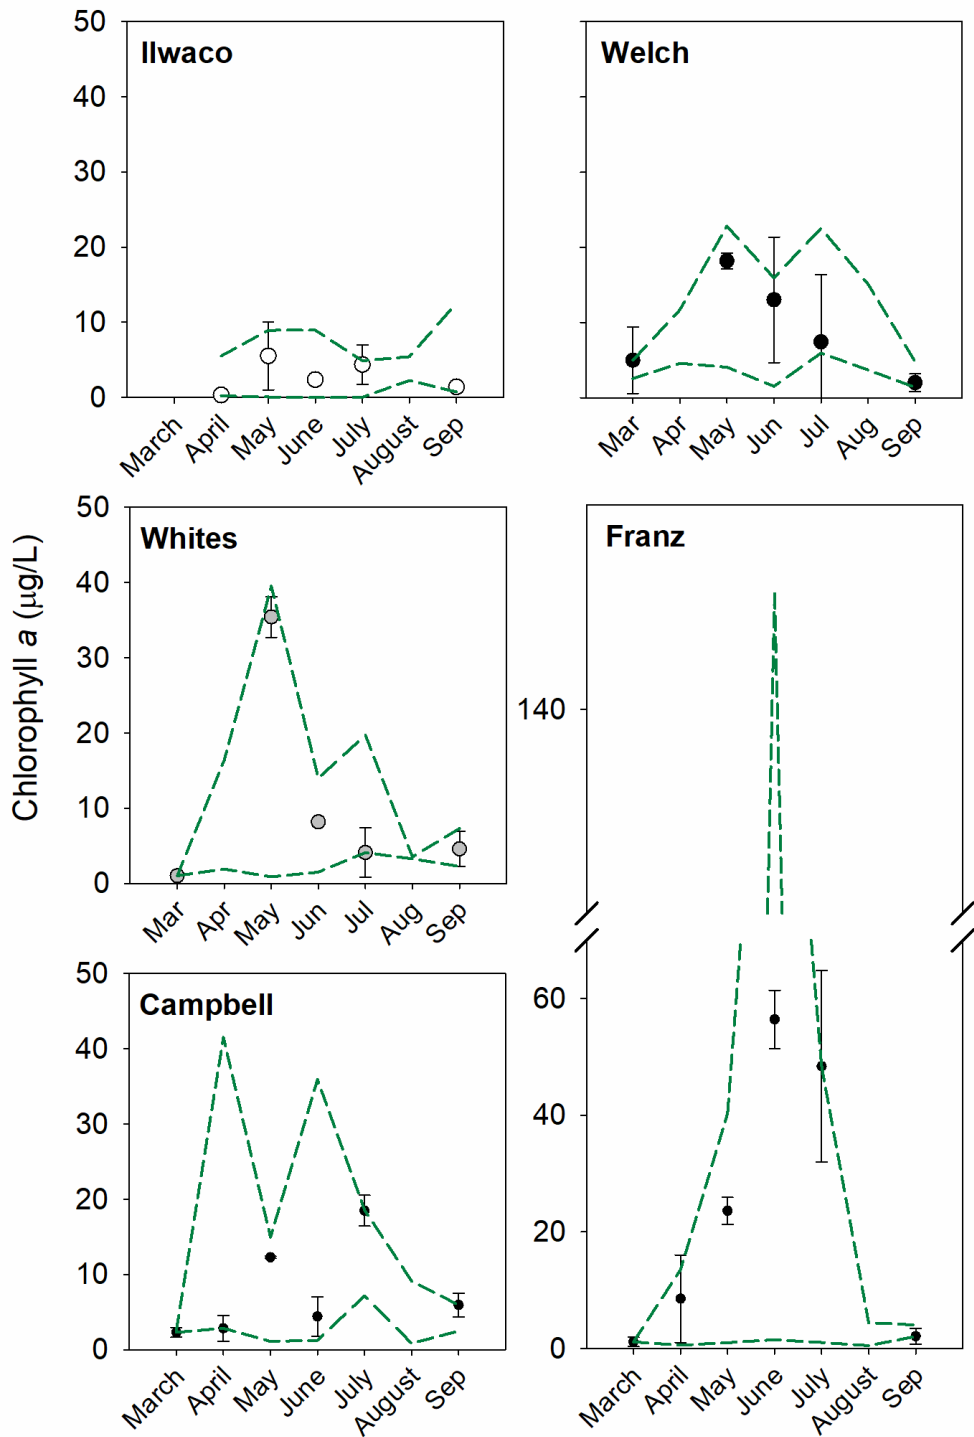 Chlorophyll a (µg/L)
Ilwaco
50
40
30
20
10
0
March
April
May
June
July
August
Sep
Welch
Mar
Apr
May
Jun
Jul
Aug
Sep
Whites
50
40
30
20
10
0
Mar
Apr
May
Jun
Jul
Aug
Sep
Franz
140
60
40
20
0
March
April
May
June
July
August
Sep
Campbell
50
40
30
20
10
0
March
April
May
June
July
August
Sep